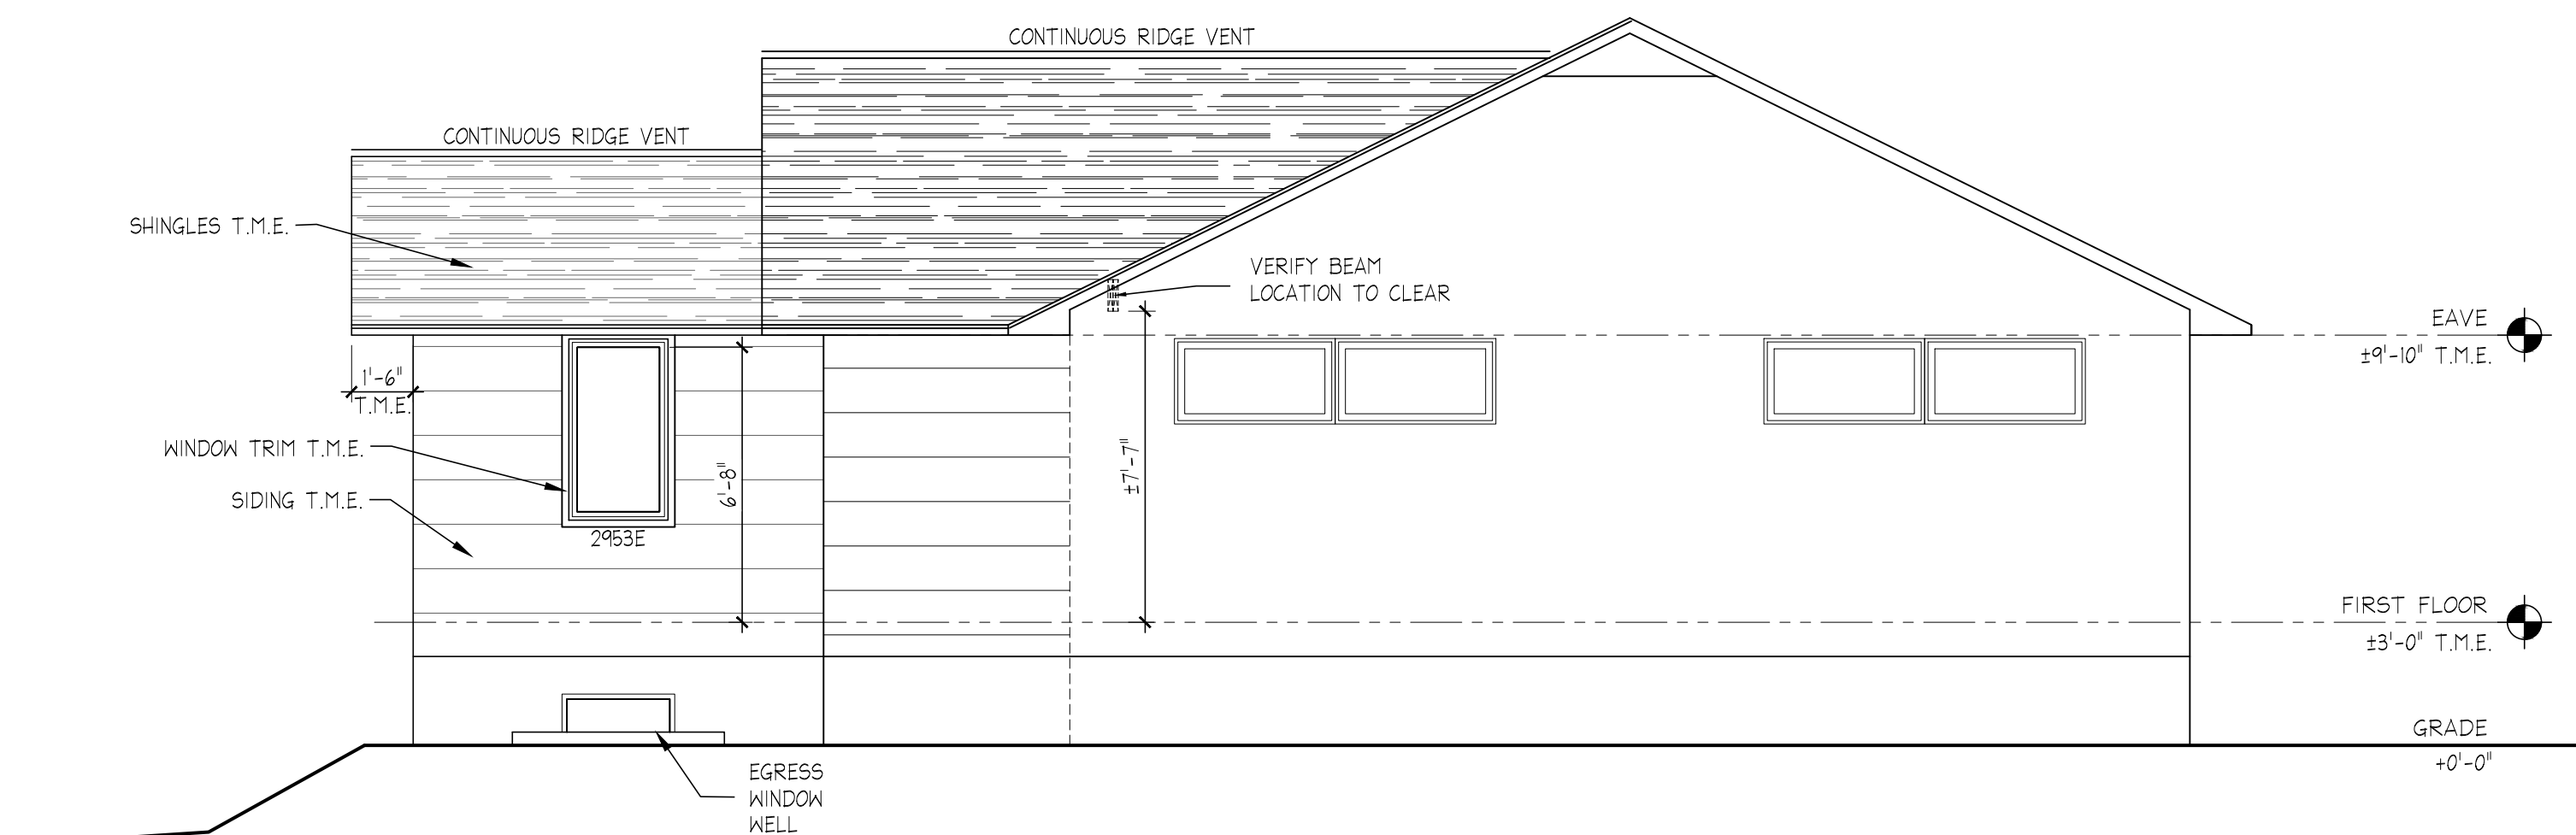 CONTINUOUS RIDGE VENT
CONTINUOUS RIDGE VENT
SHINGLES T.M.E.
VERIFY BEAM
LOCATION TO CLEAR
EAVE
±9'-10" T.M.E.
1'-6"
T.M.E.
WINDOW TRIM T.M.E.
SIDING T.M.E.
6'-8"
±7'-7"
2953E
FIRST FLOOR
±3'-0" T.M.E.
GRADE
+0'-0"
EGRESS
WINDOW
WELL